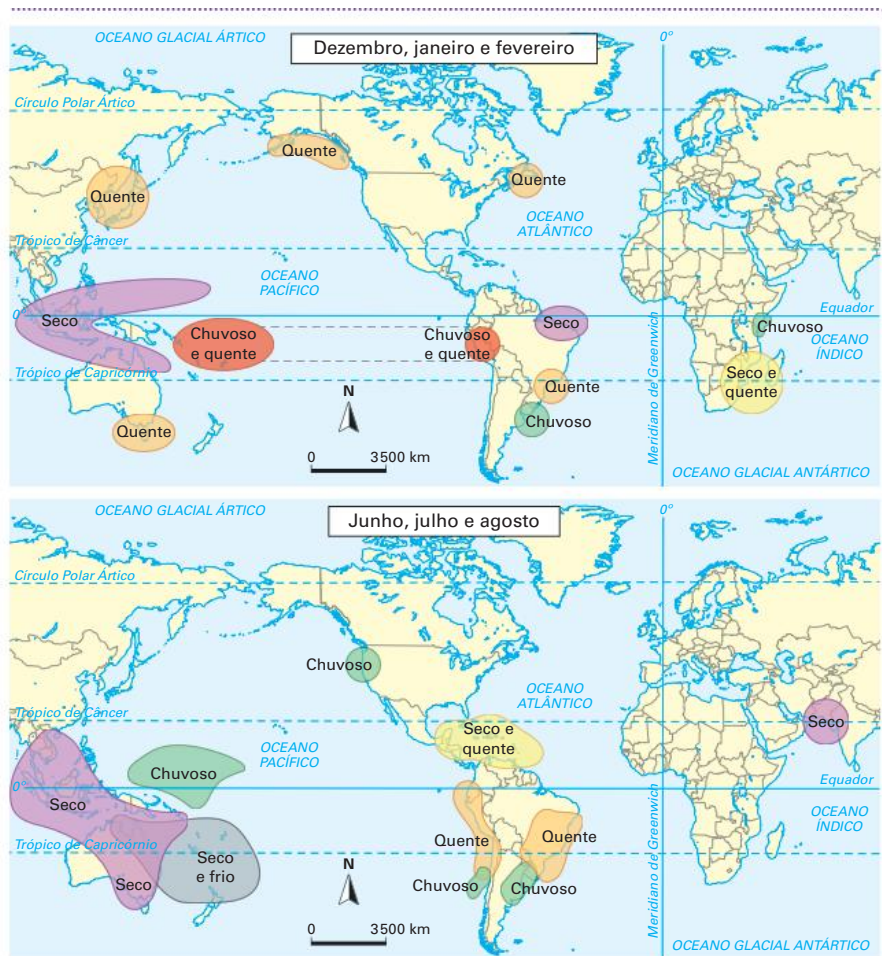 OCEANO GLACIAL ÁRTICO
Dezembro, janeiro e fevereiro
0°
Círculo Polar Ártico
Quente
Quente
Quente
OCEANO
ATLÂNTICO
Trópico de Câncer
OCEANO
PACÍFICO
0°
Equador
Seco
Chuvoso
e quente
Chuvoso
e quente
Seco
Chuvoso
OCEANO
ÍNDICO
Trópico de Capricórnio
Seco e
quente
Quente
Chuvoso
Quente
N
0 3500 km
Meridiano de Greenwich
OCEANO GLACIAL ANTÁRTICO
OCEANO GLACIAL ÁRTICO
Junho, julho e agosto
0°
Círculo Polar Ártico
Chuvoso
OCEANO
ATLÂNTICO
Trópico de Câncer
Seco e
quente
Seco
OCEANO
PACÍFICO
Chuvoso
0°
Equador
Seco
OCEANO
ÍNDICO
Quente
Quente
Trópico de Capricórnio
Seco
e frio
Seco
Chuvoso
Chuvoso
N
0 3500 km
Meridiano de Greenwich
OCEANO GLACIAL ANTÁRTICO